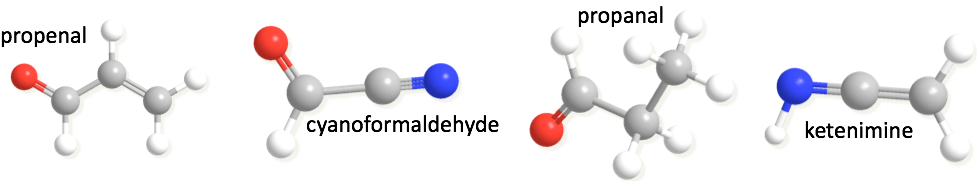 propenal
cyanoformaldehyde
propanal
ketenimine